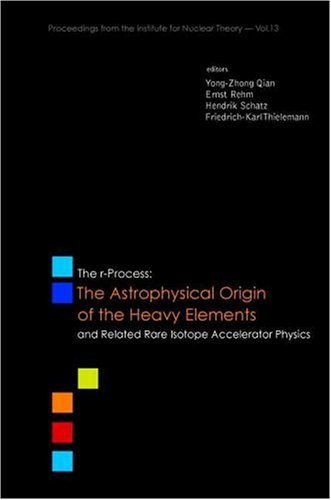 Proceedings from the Institute for Nuclear Theory — Vol.13
editors
Yong-Zhong Qian
Ernst Rehm
Hendrik Schatz
Friedrich-Karl Thielemann
The r-Process:
The Astrophysical Origin
of the Heavy Elements
and Related Rare Isotope Accelerator Physics